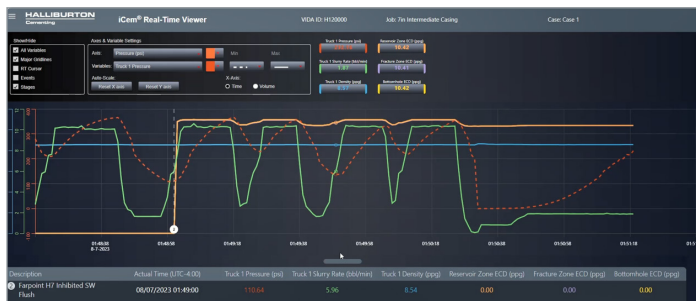 HALLIBURTON
Cementing
iCem® Real-Time Viewer
VIDA ID: H120000
Job: 7in Intermediate Casing
Case: Case 1
Show/Hide
All Variables
Major Gridlines
RT Cursor
Events
Stages
Axes & Variable Settings
Axis: Pressure (psi)
Min Max
Variables: Truck 1 Pressure
Auto-Scale:
Reset X axis Reset Y axis
X-Axis:
Time Volume
Truck 1 Pressure (psi)
Reservoir Zone ECD (ppg)
10.42
Truck 1 Slurry Rate (bbl/min)
1.81
Fracture Zone ECD (ppg)
10.41
Truck 1 Density (ppg)
8.57
Bottomhole ECD (ppg)
10.42
01:48:38 01:48:58 01:49:18 01:49:38 01:49:58 01:50:18 01:50:38 01:50:58 01:51:18
8-7-2023
Description Actual Time (UTC-4:00) Truck 1 Pressure (psi) Truck 1 Slurry Rate (bbl/min) Truck 1 Density (ppg) Reservoir Zone ECD (ppg) Fracture Zone ECD (ppg) Bottomhole ECD (ppg)
2 Farpoint H7 Inhibited SW 08/07/2023 01:49:00 110.64 5.96 8.54 0.00 0.00 0.00
Flush